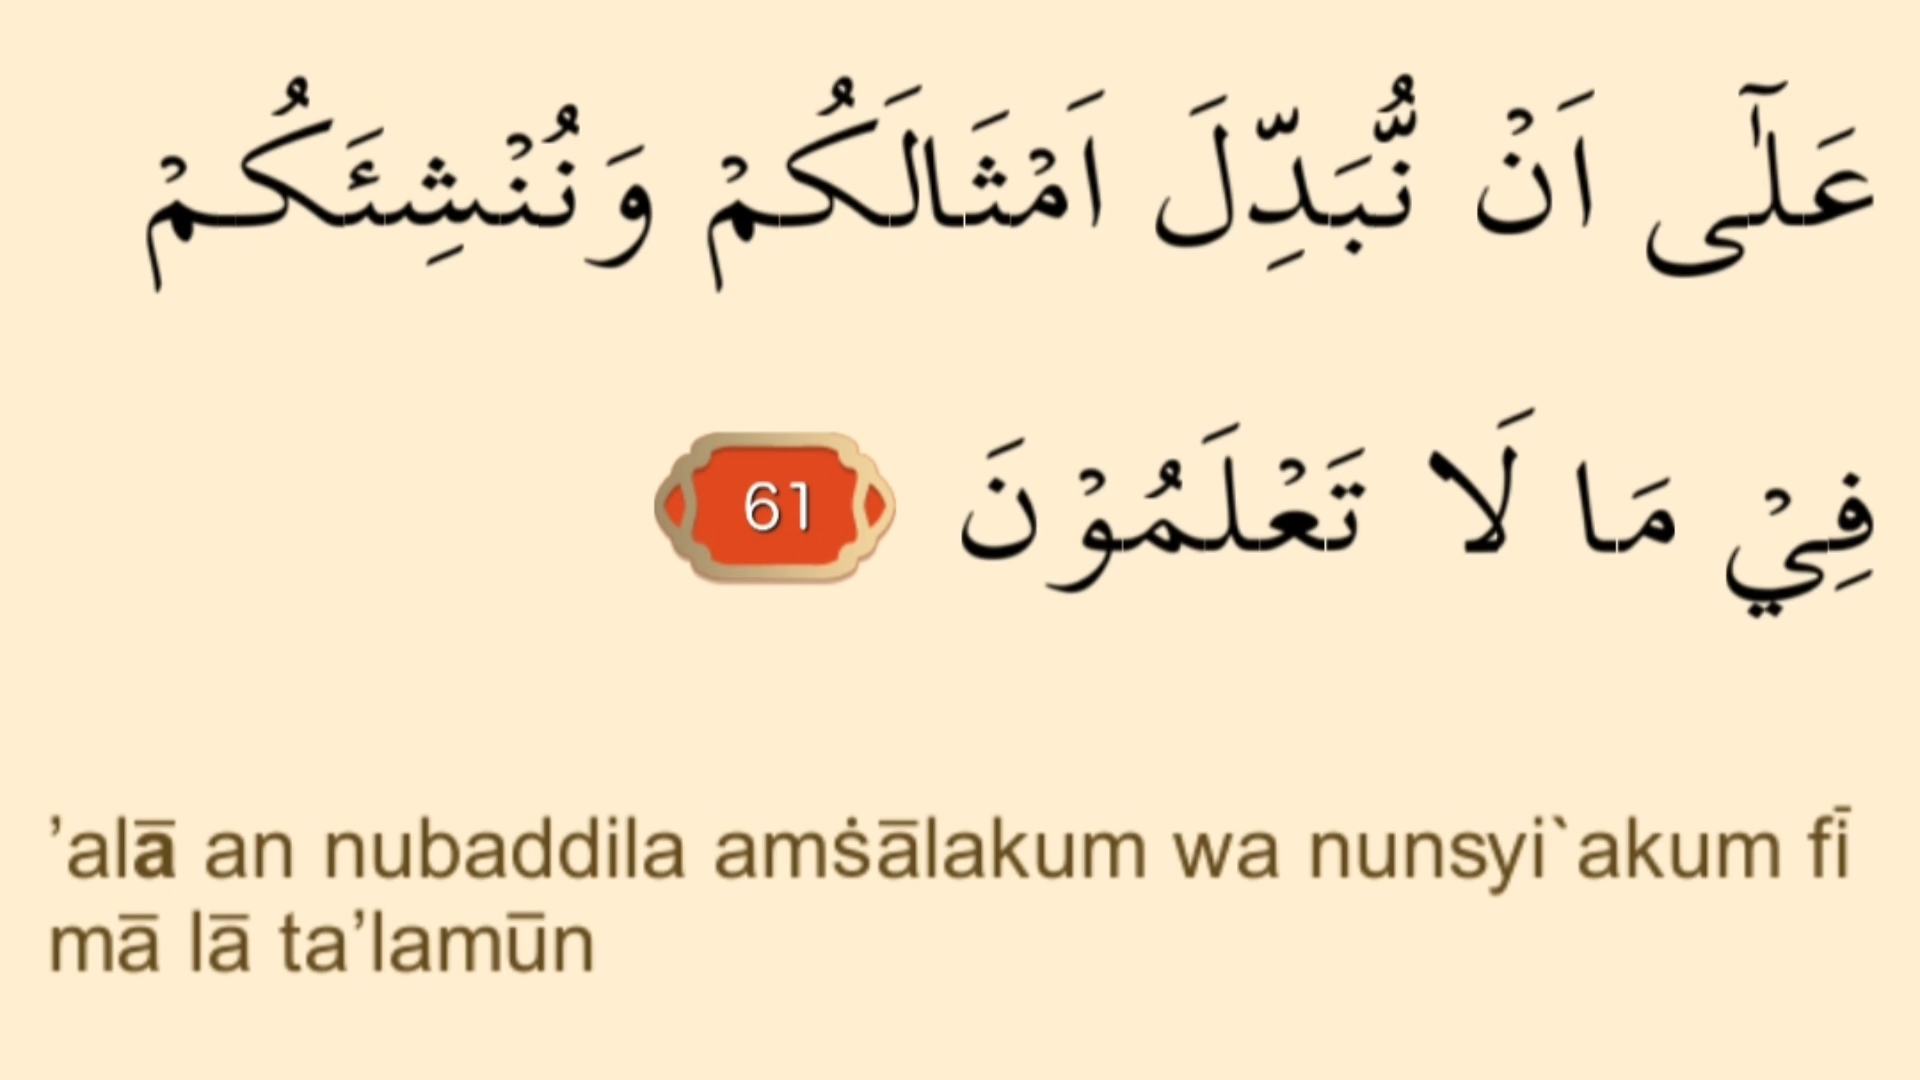 عَلٰٓى اَنْ نُّبَدِّلَ اَمْثَالَكُمْ وَنُنْشِئَكُمْ
فِيْ مَا لَا تَعْلَمُوْنَ 61
’alā an nubaddila amṡālakum wa nunsyi`akum fī
mā lā ta’lamūn